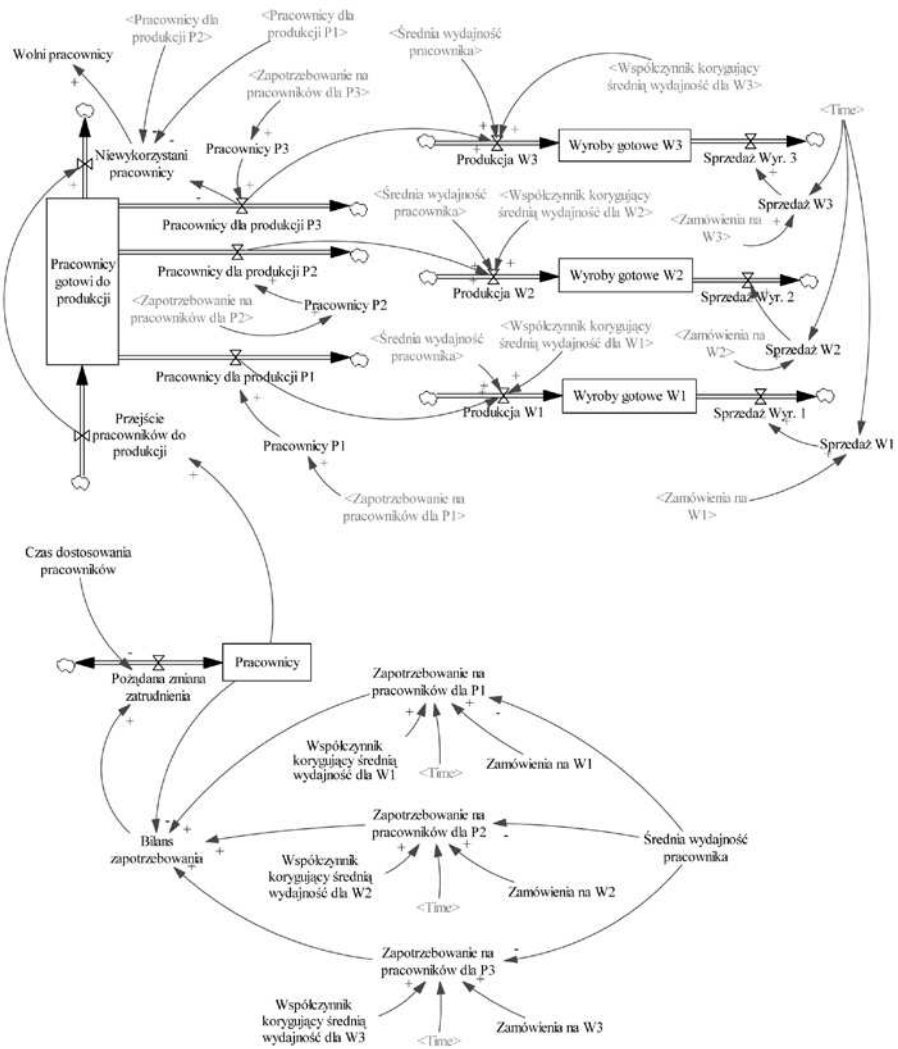 <Pracownicy dla
produkcji P2>
<Pracownicy dla
produkcji P1>
Wolni pracownicy
<Zapotrzebowanie na
pracowników dla P3>
Niewykorzystani
pracownicy
Pracownicy P3
Pracownicy dla produkcji P3
Pracownicy
gotowi do
produkcji
Pracownicy dla produkcji P2
<Zapotrzebowanie na
pracowników dla P2>
Pracownicy P2
Pracownicy dla produkcji P1
Przejście
pracowników do
produkcji
Pracownicy P1
<Zapotrzebowanie na
pracowników dla P1>
<Średnia wydajność
pracownika>
<Współczynnik korygujący
średnią wydajność dla W3>
<Time>
Produkcja W3
Wyroby gotowe W3
Sprzedaż Wyr. 3
Sprzedaż W3
<Zamówienia na
W3>
<Średnia wydajność
pracownika>
<Współczynnik korygujący
średnią wydajność dla W2>
Produkcja W2
Wyroby gotowe W2
Sprzedaż Wyr. 2
Sprzedaż W2
<Zamówienia na
W2>
<Średnia wydajność
pracownika>
<Współczynnik korygujący
średnią wydajność dla W1>
Produkcja W1
Wyroby gotowe W1
Sprzedaż Wyr. 1
Sprzedaż W1
<Zamówienia na
W1>
Czas dostosowania
pracowników
Pożądana zmiana
zatrudnienia
Pracownicy
Bilans
zapotrzebowania
Zapotrzebowanie na
pracowników dla P1
Współczynnik
korygujący średnią
wydajność dla W1
<Time>
Zamówienia na W1
Zapotrzebowanie na
pracowników dla P2
Współczynnik
korygujący średnią
wydajność dla W2
<Time>
Zamówienia na W2
Średnia wydajność
pracownika
Zapotrzebowanie na
pracowników dla P3
Współczynnik
korygujący średnią
wydajność dla W3
<Time>
Zamówienia na W3